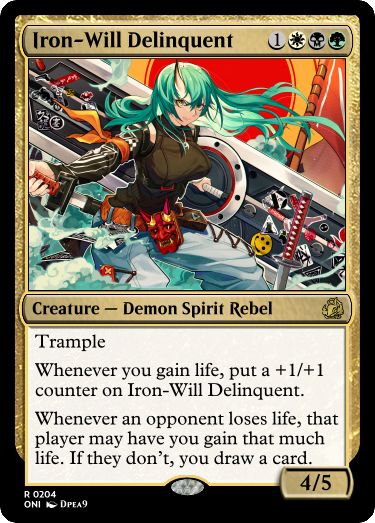 Iron-Will Delinquent 1
Creature — Demon Spirit Rebel
Trample
Whenever you gain life, put a +1/+1
counter on Iron-Will Delinquent.
Whenever an opponent loses life, that
player may have you gain that much
life. If they don't, you draw a card.
4/5
R 0204
ONI DPEA9